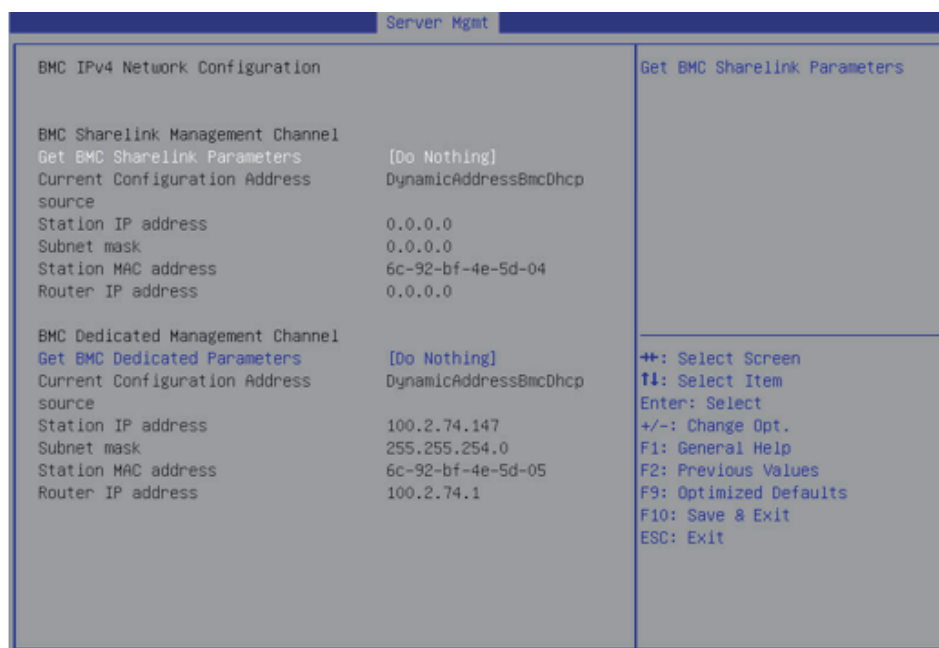 Server Mgmt
BMC IPv4 Network Configuration
BMC Sharelink Management Channel
Get BMC Sharelink Parameters [Do Nothing]
Current Configuration Address DynamicAddressBmcDhcp
source
Station IP address 0.0.0.0
Subnet mask 0.0.0.0
Station MAC address 6c-92-bf-4e-5d-04
Router IP address 0.0.0.0
BMC Dedicated Management Channel
Get BMC Dedicated Parameters [Do Nothing]
Current Configuration Address DynamicAddressBmcDhcp
source
Station IP address 100.2.74.147
Subnet mask 255.255.254.0
Station MAC address 6c-92-bf-4e-5d-05
Router IP address 100.2.74.1
Get BMC Sharelink Parameters
→←: Select Screen
↑↓: Select Item
Enter: Select
+/-: Change Opt.
F1: General Help
F2: Previous Values
F9: Optimized Defaults
F10: Save & Exit
ESC: Exit